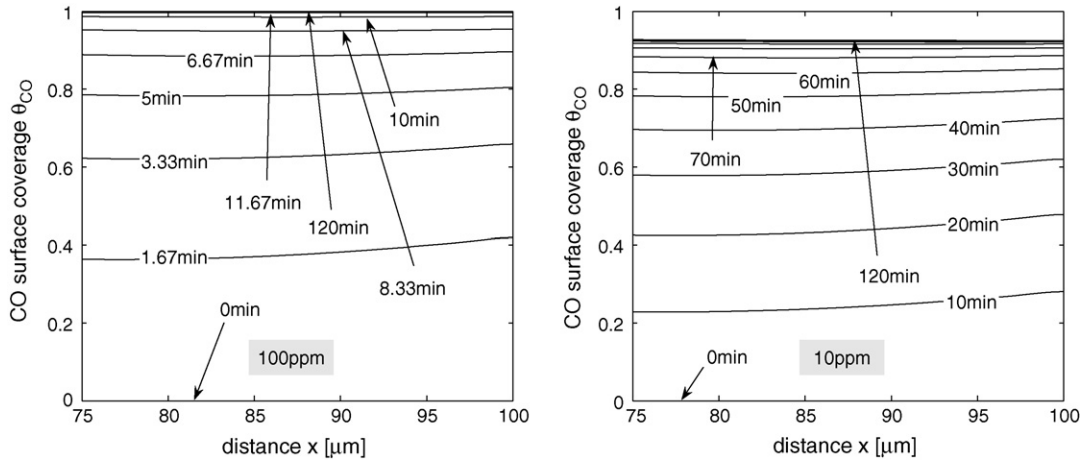 CO surface coverage θCO
1
0.8
0.6
0.4
0.2
0
75
80
85
90
95
100
distance x [μm]
6.67min
5min
10min
3.33min
11.67min
120min
1.67min
8.33min
0min
100ppm
CO surface coverage θCO
1
0.8
0.6
0.4
0.2
0
75
80
85
90
95
100
distance x [μm]
60min
50min
40min
70min
30min
20min
120min
10min
0min
10ppm